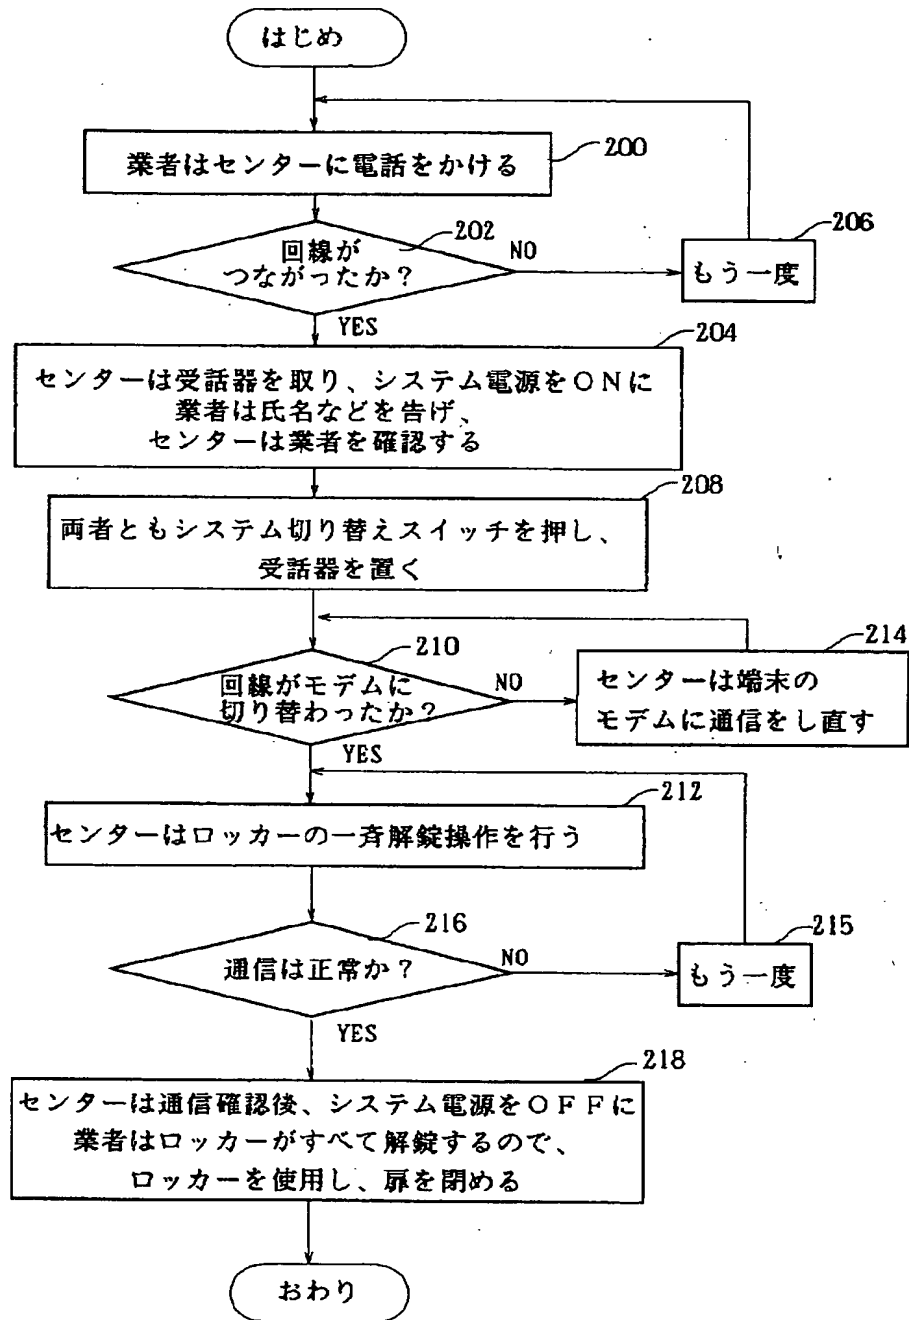 はじめ
業者はセンターに電話をかける
200
回線が
つながったか？
202
NO
206
もう一度
YES
204
センターは受話器を取り、システム電源をＯＮに
業者は氏名などを告げ、
センターは業者を確認する
208
両者ともシステム切り替えスイッチを押し、
受話器を置く
210
回線がモデムに
切り替わったか？
NO
214
センターは端末の
モデムに通信をし直す
YES
212
センターはロッカーの一斉解錠操作を行う
216
通信は正常か？
NO
215
もう一度
YES
218
センターは通信確認後、システム電源をＯＦＦに
業者はロッカーがすべて解錠するので、
ロッカーを使用し、扉を閉める
おわり